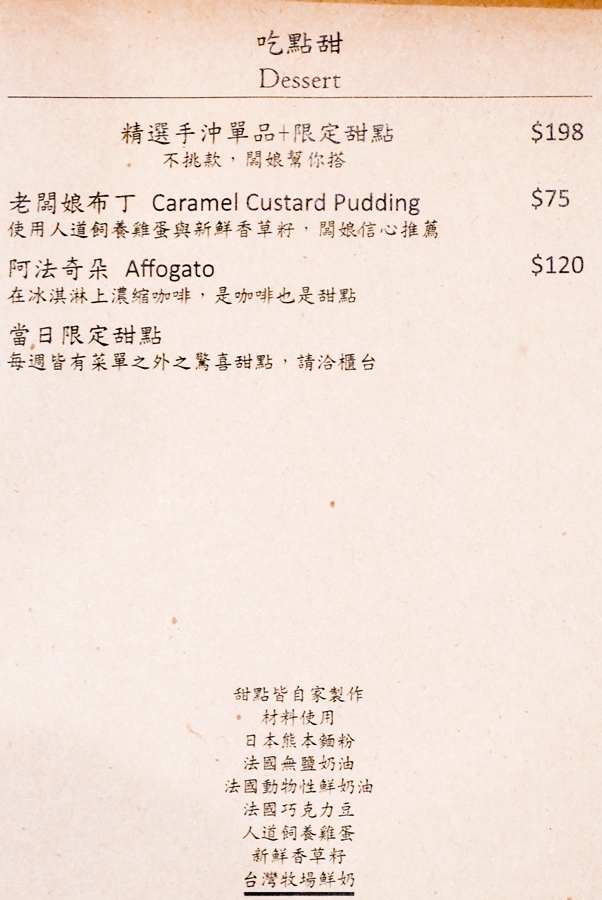 吃點甜
Dessert
精選手沖單品+限定甜點 $198
不挑款，闆娘幫你搭
老闆娘布丁 Caramel Custard Pudding $75
使用人道飼養雞蛋與新鮮香草籽，闆娘信心推薦
阿法奇朵 Affogato $120
在冰淇淋上濃縮咖啡，是咖啡也是甜點
當日限定甜點
每週皆有菜單之外之驚喜甜點，請洽櫃台
甜點皆自家製作
材料使用
日本熊本麵粉
法國無鹽奶油
法國動物性鮮奶油
法國巧克力豆
人道飼養雞蛋
新鮮香草籽
台灣牧場鮮奶